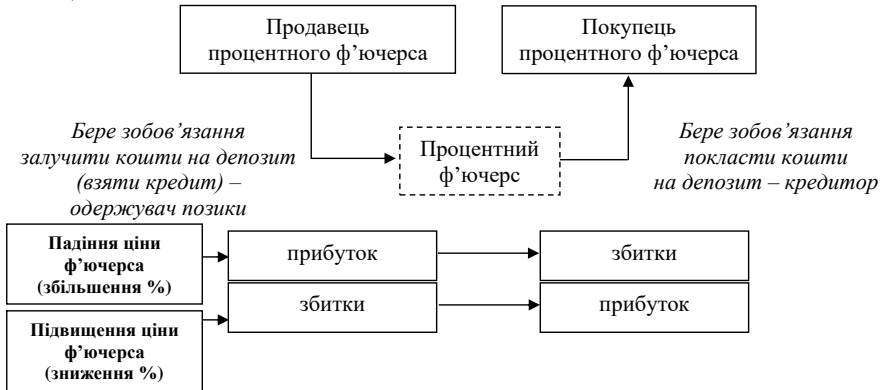 Продавець
процентного ф’ючерса
Покупець
процентного ф’ючерса
Бере зобов’язання
залучити кошти на депозит
(взяти кредит) –
одержувач позики
Процентний
ф’ючерс
Бере зобов’язання
покласти кошти
на депозит – кредитор
Падіння ціни
ф’ючерса
(збільшення %)
прибуток
збитки
Підвищення ціни
ф’ючерса
(зниження %)
збитки
прибуток